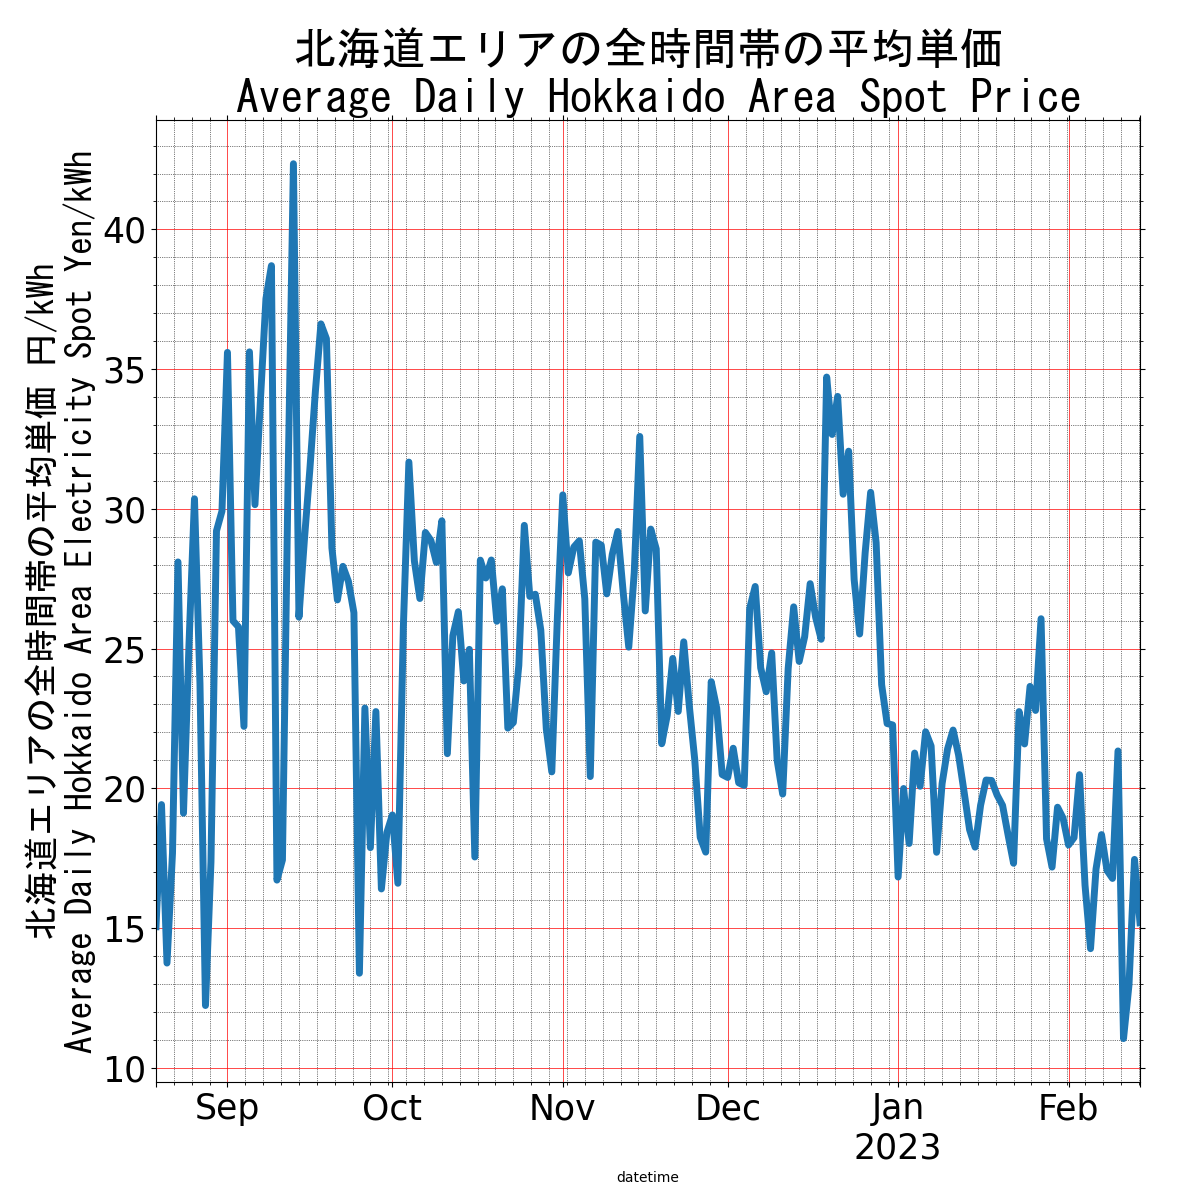 北海道エリアの全時間帯の平均単価
Average Daily Hokkaido Area Spot Price
北海道エリアの全時間帯の平均単価 円/kWh
Average Daily Hokkaido Area Electricity Spot Yen/kWh
40
35
30
25
20
15
10
Sep Oct Nov Dec Jan Feb
2023
datetime